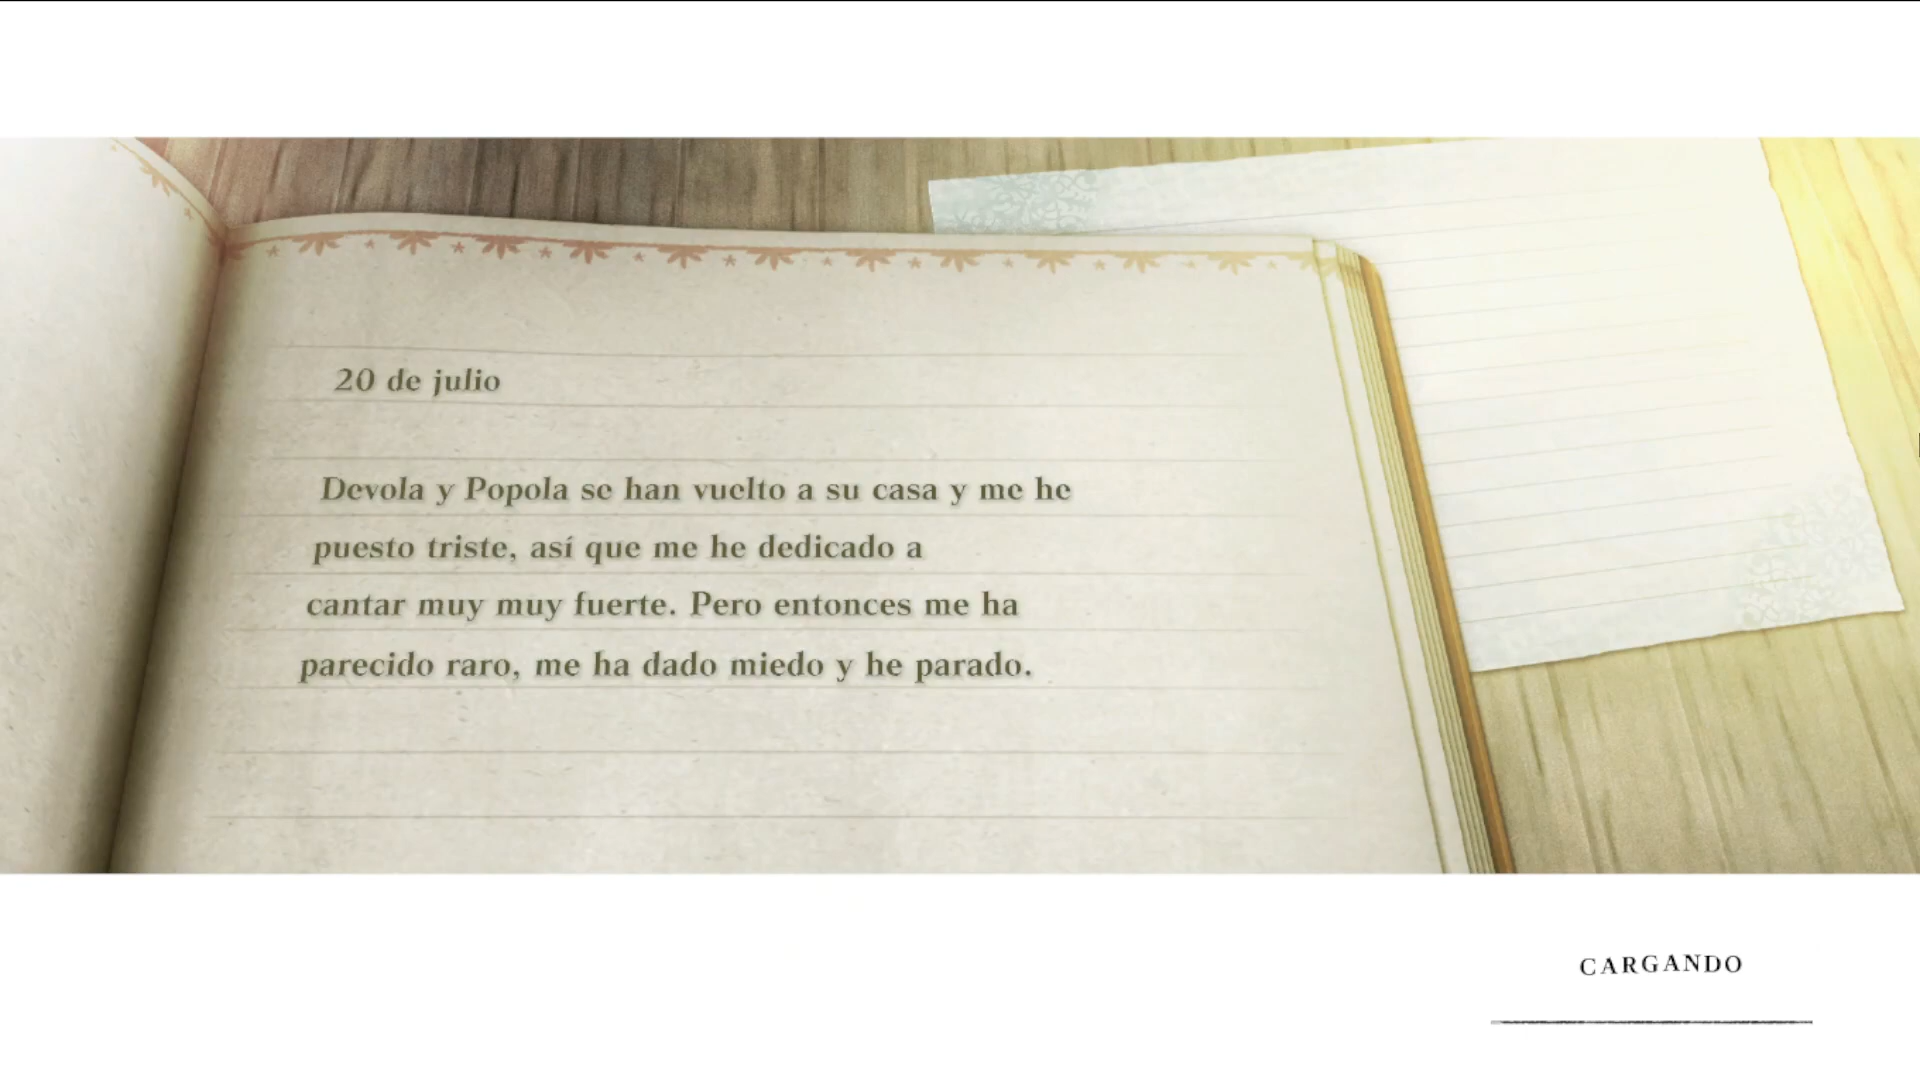 20 de julio
Devola y Popola se han vuelto a su casa y me he
puesto triste, así que me he dedicado a
cantar muy muy fuerte. Pero entonces me ha
parecido raro, me ha dado miedo y he parado.
CARGANDO